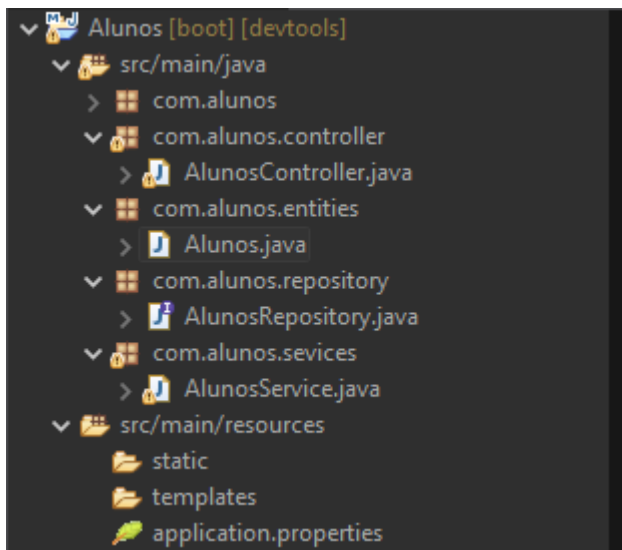 Alunos [boot] [devtools]
src/main/java
com.alunos
com.alunos.controller
AlunosController.java
com.alunos.entities
Alunos.java
com.alunos.repository
AlunosRepository.java
com.alunos.sevices
AlunosService.java
src/main/resources
static
templates
application.properties